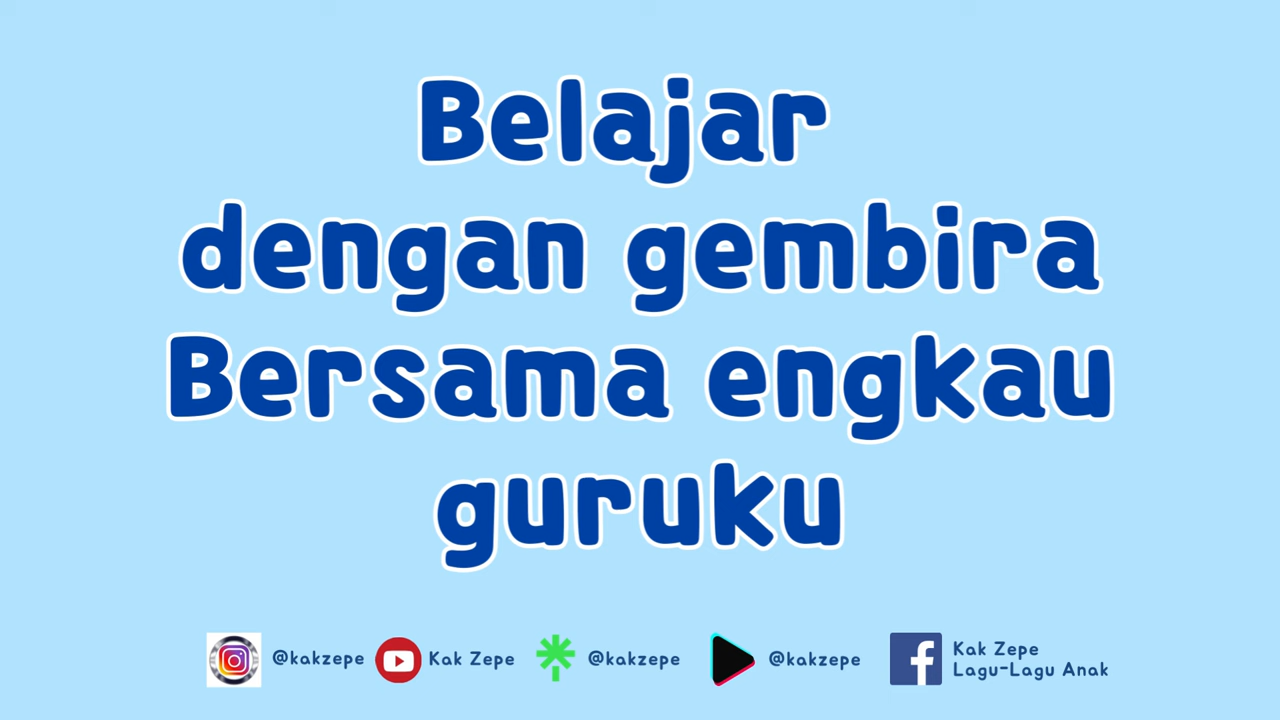 Belajar
dengan gembira
Bersama engkau
guruku
@kakzepe Kak Zepe @kakzepe @kakzepe Kak Zepe
Lagu-Lagu Anak